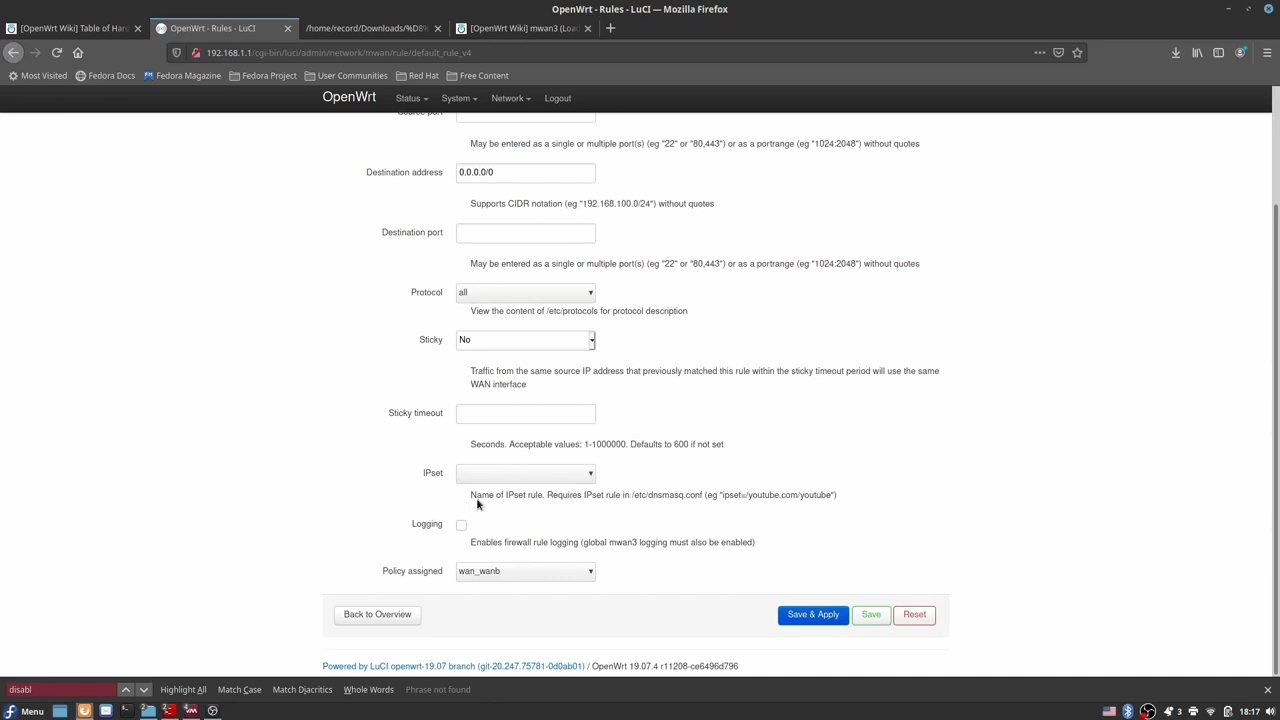 OpenWrt - Rules - LuCI - Mozilla Firefox
[OpenWrt Wiki] Table of Hard
OpenWrt - Rules - LuCI
/home/record/Downloads/%D8%
[OpenWrt Wiki] mwan3 (Load
192.168.1.1/cgi-bin/luci/admin/network/mwan/rule/default_rule_v4
Most Visited
Fedora Docs
Fedora Magazine
Fedora Project
User Communities
Red Hat
Free Content
OpenWrt
Status
System
Network
Logout
Source port
May be entered as a single or multiple port(s) (eg "22" or "80,443") or as a portrange (eg "1024:2048") without quotes
Destination address
0.0.0.0/0
Supports CIDR notation (eg "192.168.100.0/24") without quotes
Destination port
May be entered as a single or multiple port(s) (eg "22" or "80,443") or as a portrange (eg "1024:2048") without quotes
Protocol
all
View the content of /etc/protocols for protocol description
Sticky
No
Traffic from the same source IP address that previously matched this rule within the sticky timeout period will use the same
WAN interface
Sticky timeout
Seconds. Acceptable values: 1-1000000. Defaults to 600 if not set
IPset
Name of IPset rule. Requires IPset rule in /etc/dnsmasq.conf (eg "ipset=/youtube.com/youtube")
Logging
Enables firewall rule logging (global mwan3 logging must also be enabled)
Policy assigned
wan_wanb
Back to Overview
Save & Apply
Save
Reset
Powered by LuCI openwrt-19.07 branch (git-20.247.75781-0d0ab01) / OpenWrt 19.07.4 r11208-ce6496d796
disabl
Highlight All
Match Case
Match Diacritics
Whole Words
Phrase not found
Menu
3
18:17